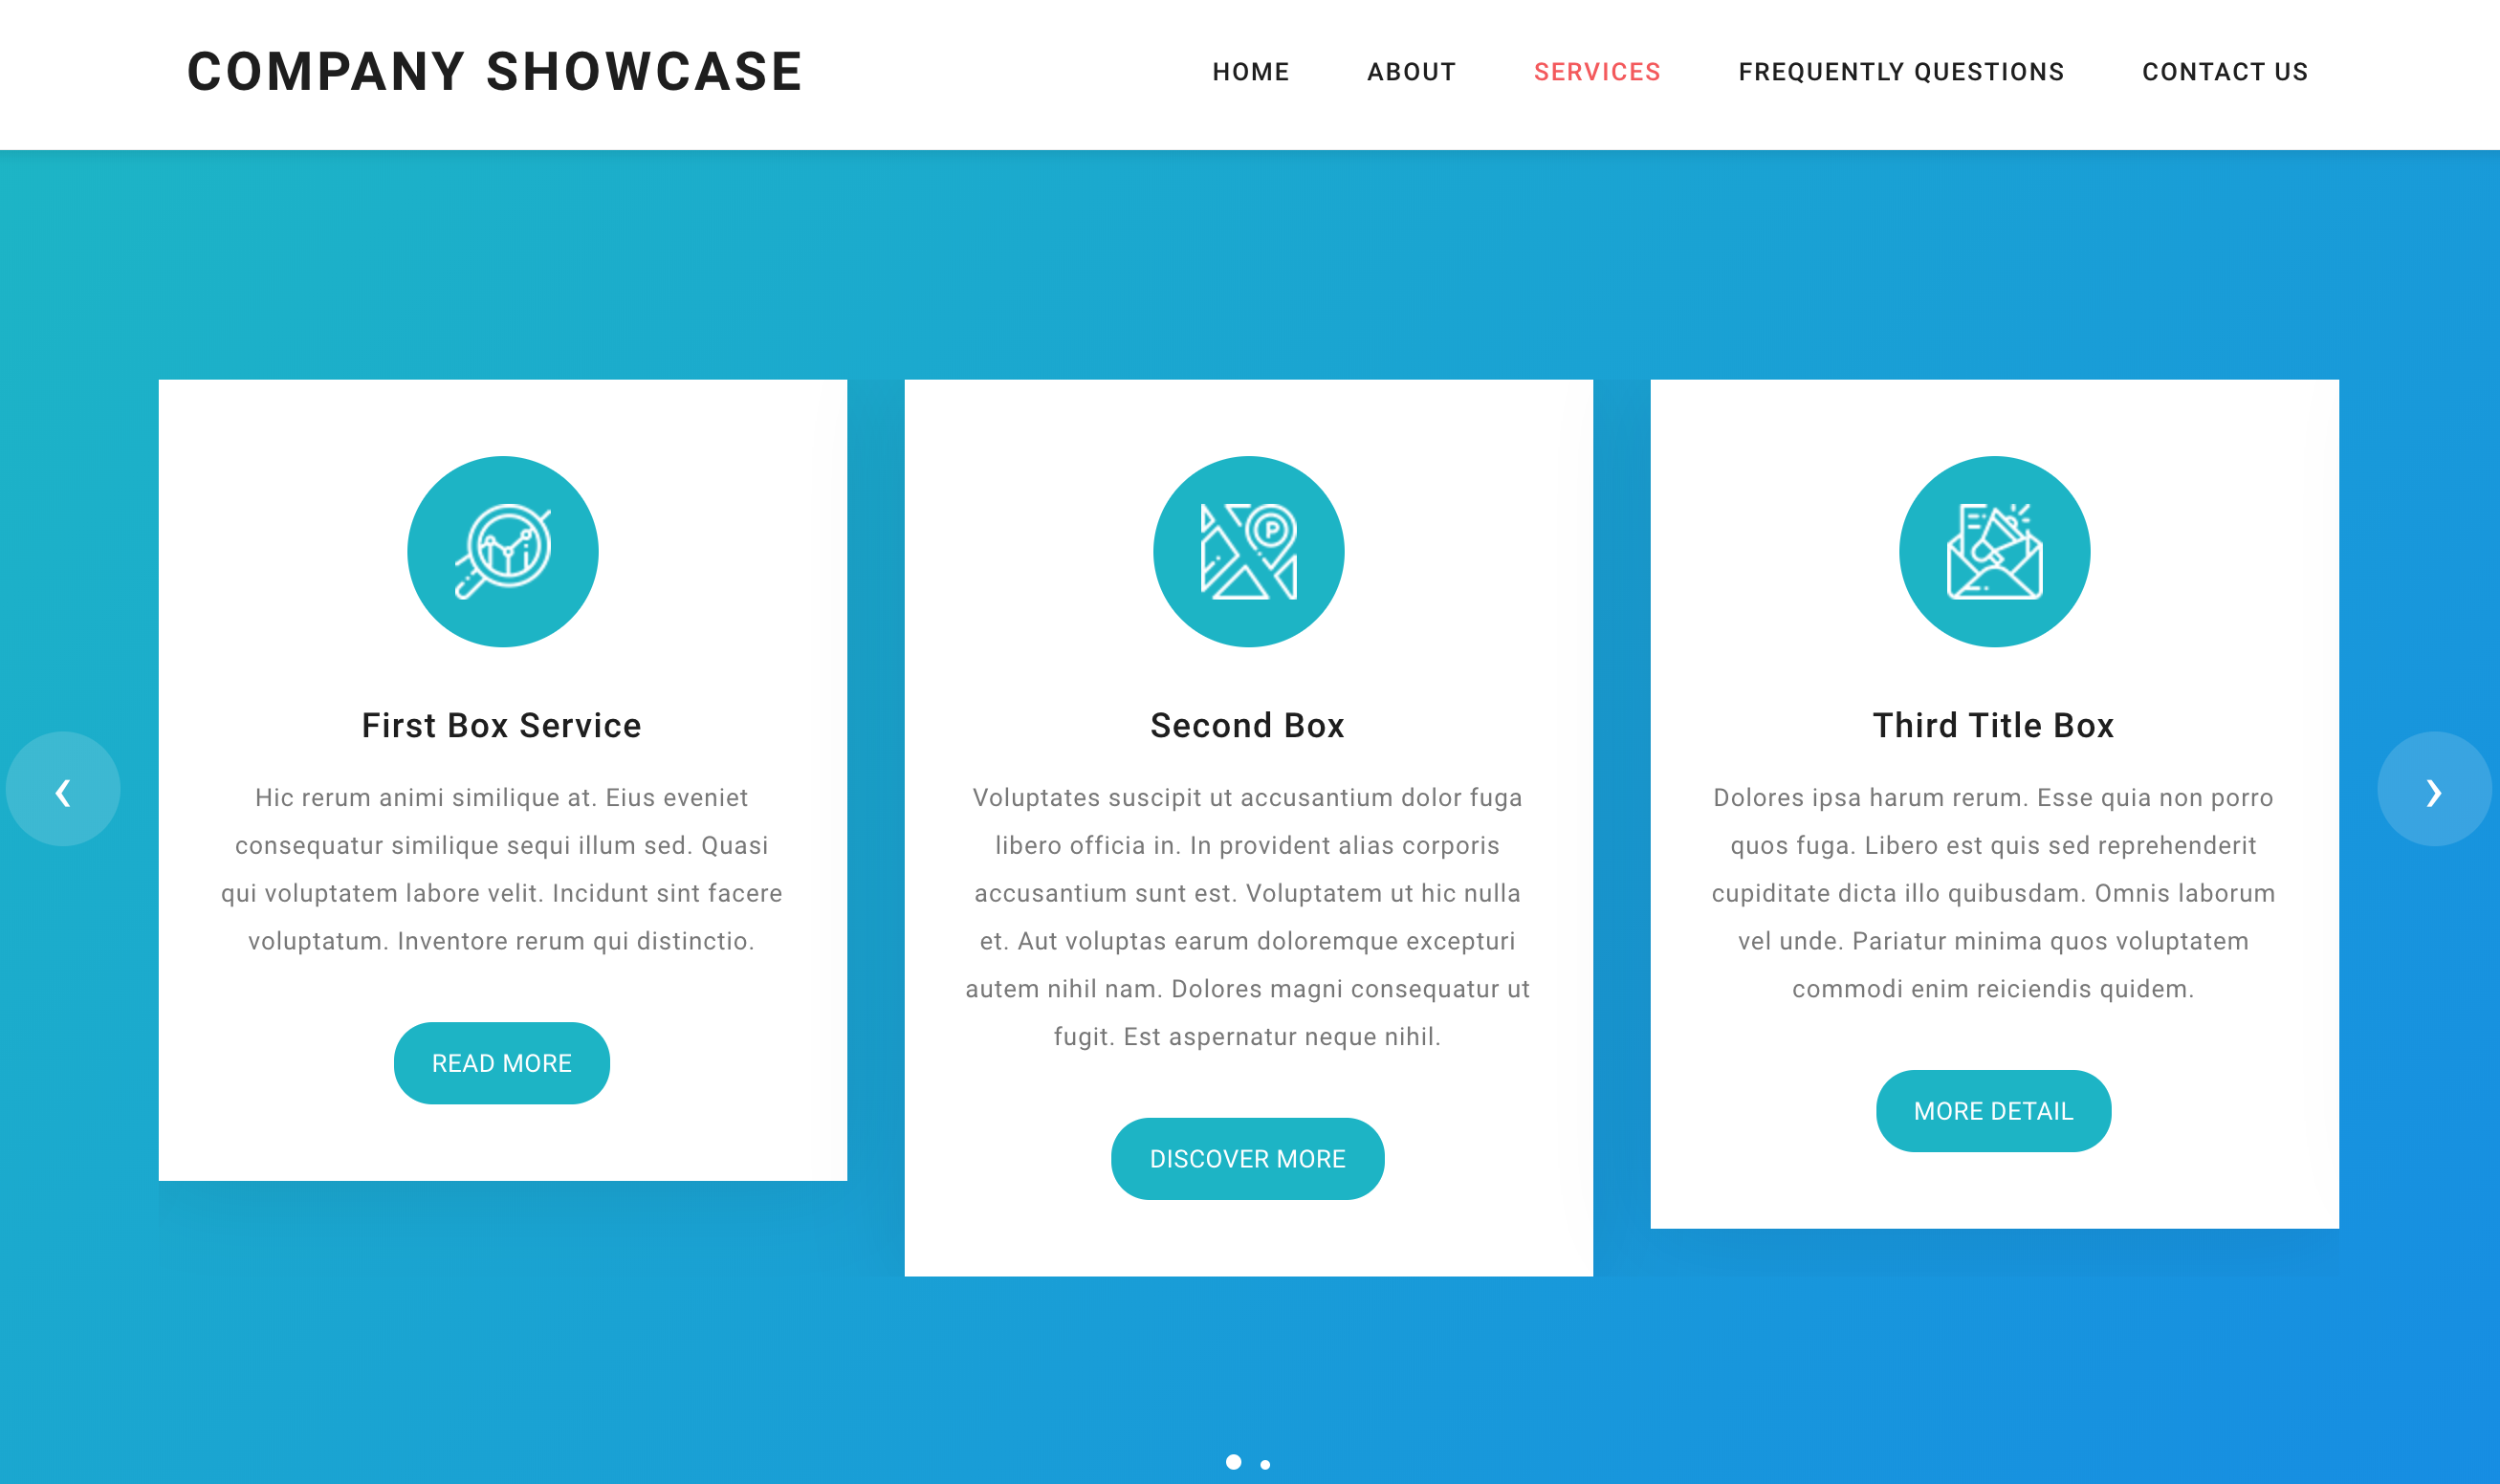 COMPANY SHOWCASE
HOME ABOUT SERVICES FREQUENTLY QUESTIONS CONTACT US
First Box Service
Hic rerum animi similique at. Eius eveniet
consequatur similique sequi illum sed. Quasi
qui voluptatem labore velit. Incidunt sint facere
voluptatum. Inventore rerum qui distinctio.
READ MORE
P
Second Box
Voluptates suscipit ut accusantium dolor fuga
libero officia in. In provident alias corporis
accusantium sunt est. Voluptatem ut hic nulla
et. Aut voluptas earum doloremque excepturi
autem nihil nam. Dolores magni consequatur ut
fugit. Est aspernatur neque nihil.
DISCOVER MORE
Third Title Box
Dolores ipsa harum rerum. Esse quia non porro
quos fuga. Libero est quis sed reprehenderit
cupiditate dicta illo quibusdam. Omnis laborum
vel unde. Pariatur minima quos voluptatem
commodi enim reiciendis quidem.
MORE DETAIL